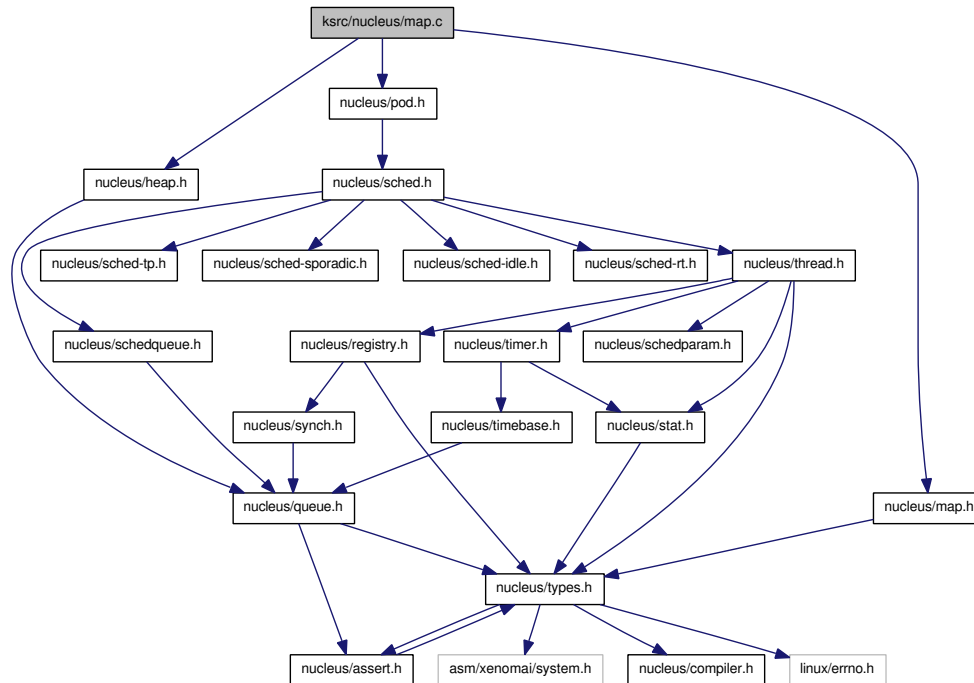 ksrc/nucleus/map.c
nucleus/pod.h
nucleus/heap.h
nucleus/sched.h
nucleus/sched-tp.h
nucleus/sched-sporadic.h
nucleus/sched-idle.h
nucleus/sched-rt.h
nucleus/thread.h
nucleus/schedqueue.h
nucleus/registry.h
nucleus/timer.h
nucleus/schedparam.h
nucleus/synch.h
nucleus/timebase.h
nucleus/stat.h
nucleus/queue.h
nucleus/map.h
nucleus/types.h
nucleus/assert.h
asm/xenomai/system.h
nucleus/compiler.h
linux/errno.h